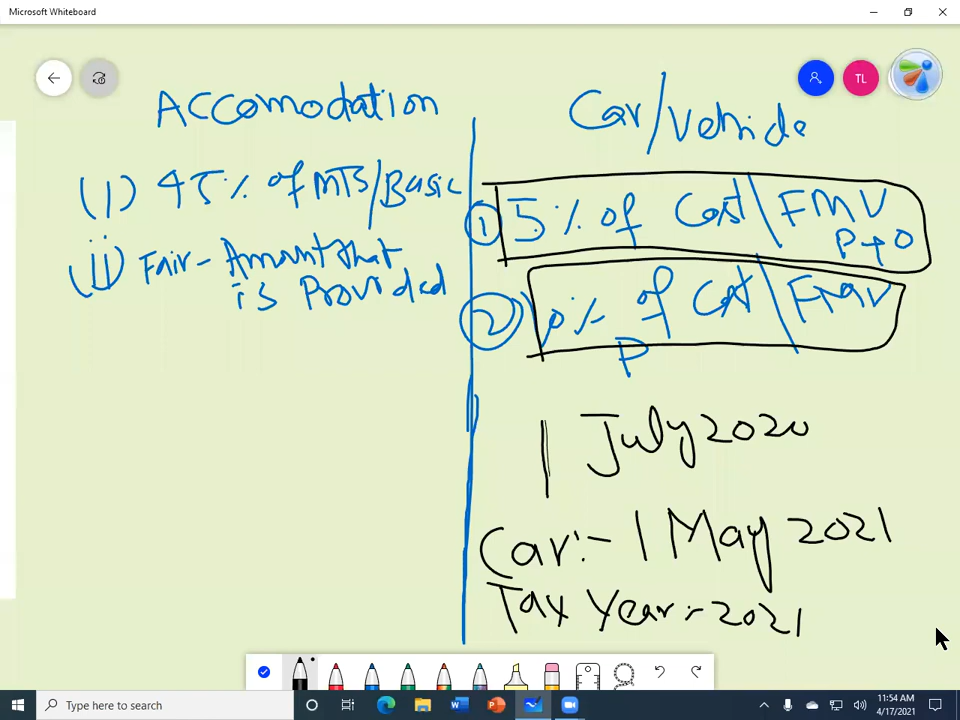 Microsoft Whiteboard
TL
Accomodation
(i) 45% of MTS/Basic
(ii) Fair - Amount that
is Provided
Car/Vehicle
① 5% of Cost \ FMV
P+O
② 10% of Cost \ FMV
P
1 July 2020
Car:- 1 May 2021
Tax Year:- 2021
Type here to search
11:54 AM
4/17/2021